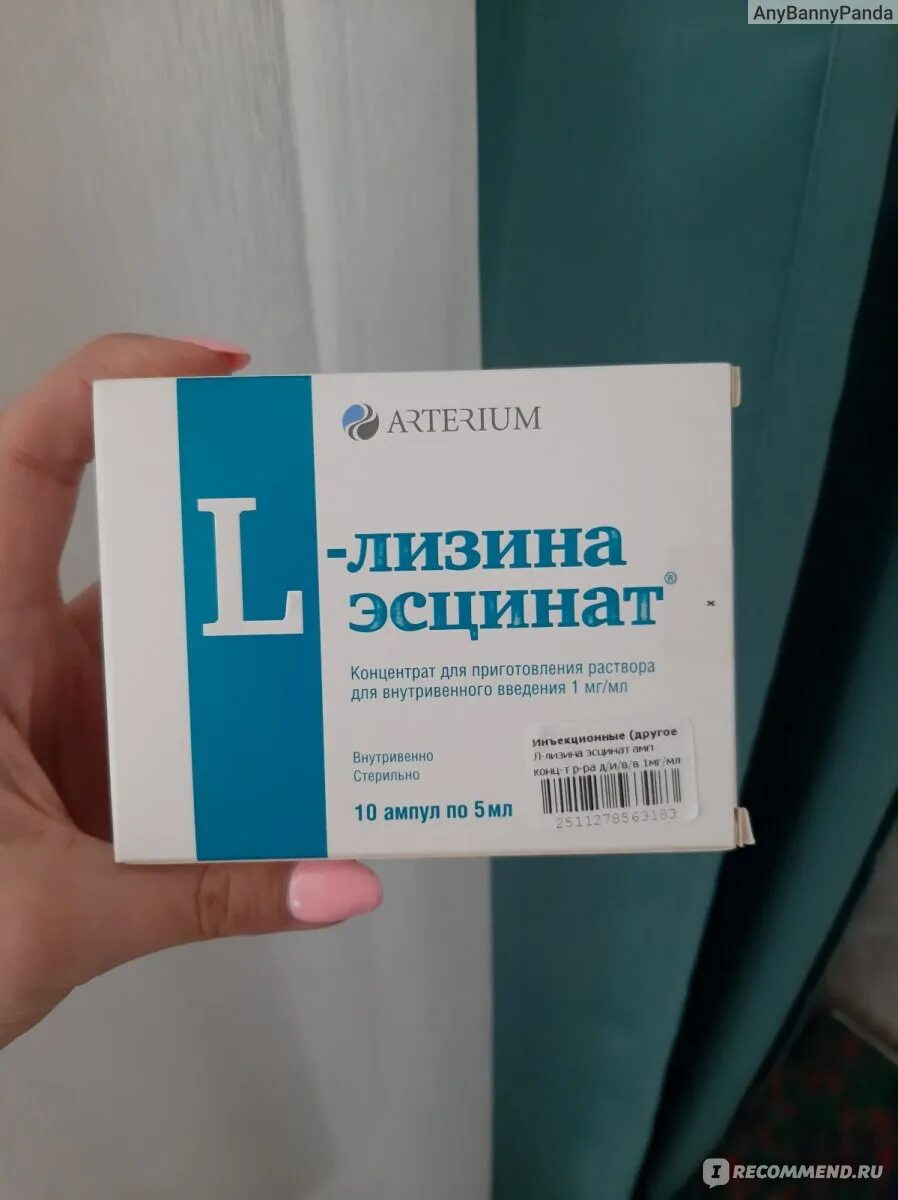 AnyBannyPanda
ARTERIUM
L-лизина
эсцинат®
Концентрат для приготовления раствора
для внутривенного введения 1 мг/мл
Внутривенно
Стерильно
10 ампул по 5 мл
Инъекционные (другое
Л-лизина эсцинат амп
конц-т р-ра д/и/в/в 1мг/мл
2511278563183
IRECOMMEND.RU